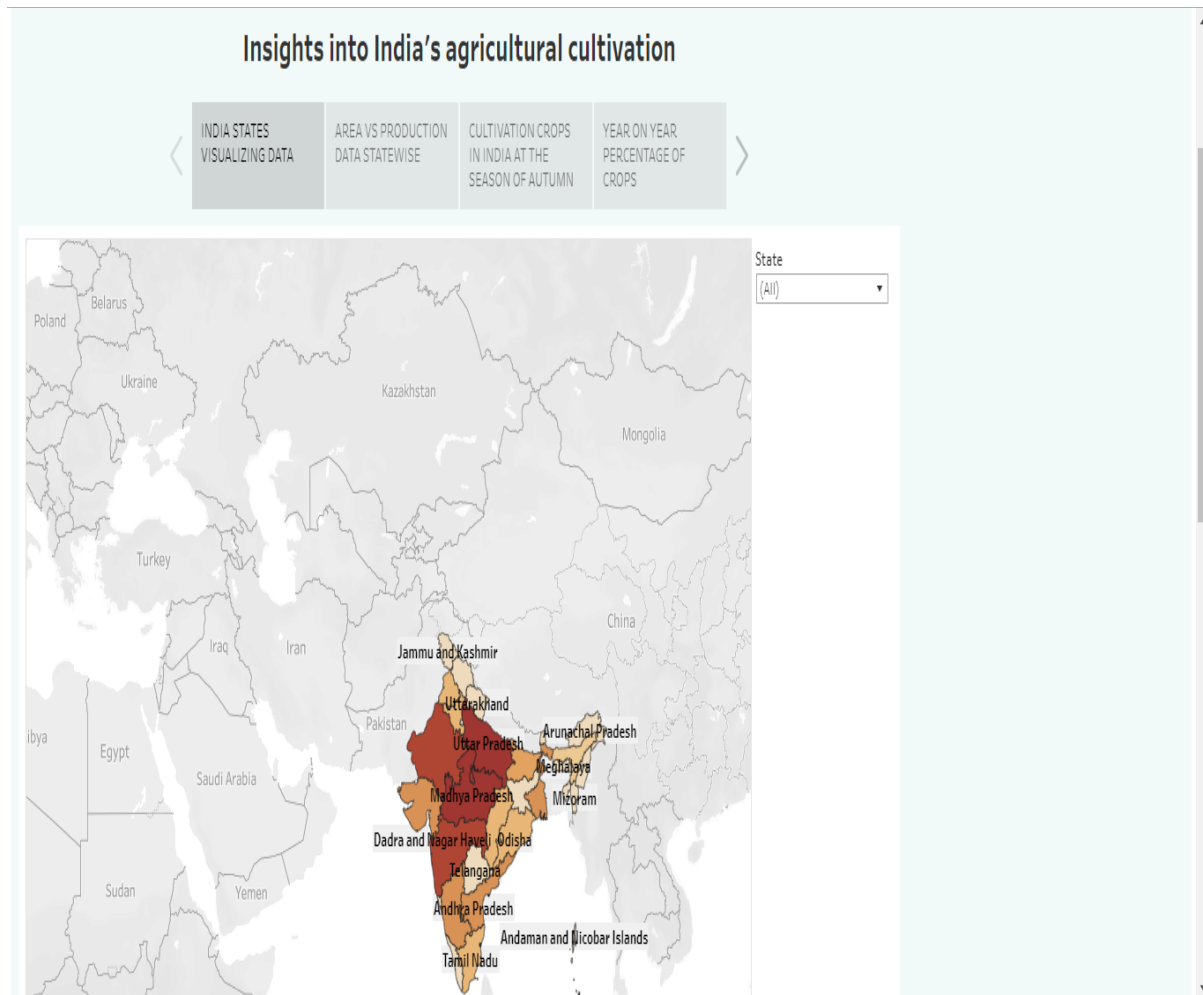 Insights into India's agricultural cultivation
INDIA STATES
VISUALIZING DATA
AREA VS PRODUCTION
DATA STATEWISE
CULTIVATION CROPS
IN INDIA AT THE
SEASON OF AUTUMN
YEAR ON YEAR
PERCENTAGE OF
CROPS
State
(All)
Belarus
Poland
Ukraine
Kazakhstan
Mongolia
Turkey
China
Iraq
Iran
Jammu and Kashmir
Uttarakhand
Pakistan
Arunachal Pradesh
ibya
Egypt
Uttar Pradesh
Meghalaya
Saudi Arabia
Madhya Pradesh
Mizoram
Dadra and Nagar Haveli
Odisha
Telangana
Sudan
Yemen
Andhra Pradesh
Andaman and Nicobar Islands
Tamil Nadu